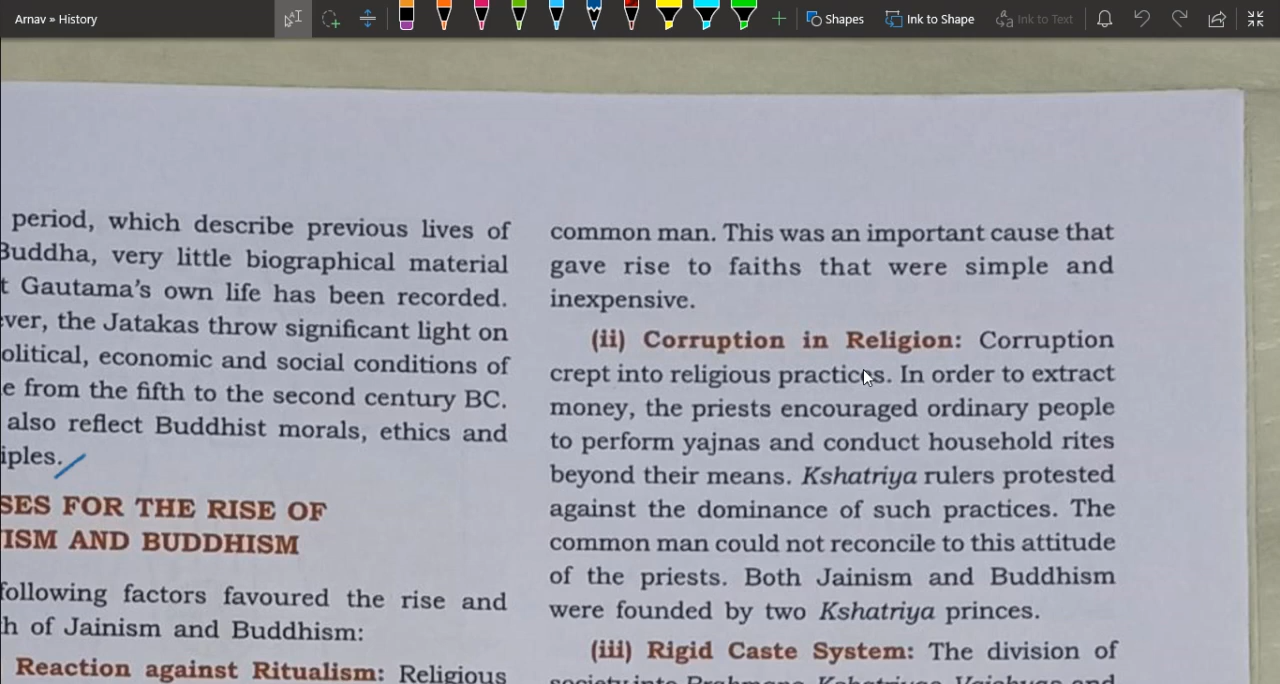 Arnav » History
Shapes
Ink to Shape
Ink to Text
period, which describe previous lives of
Buddha, very little biographical material
Gautama's own life has been recorded.
the Jatakas throw significant light on
economic and social conditions of
from the fifth to the second century BC.
also reflect Buddhist morals, ethics and
FOR THE RISE OF
AND BUDDHISM
following factors favoured the rise and
of Jainism and Buddhism:
Reaction against Ritualism: Religious
common man. This was an important cause that
gave rise to faiths that were simple and
inexpensive.
(ii) Corruption in Religion: Corruption
crept into religious practices. In order to extract
money, the priests encouraged ordinary people
to perform yajnas and conduct household rites
beyond their means. Kshatriya rulers protested
against the dominance of such practices. The
common man could not reconcile to this attitude
of the priests. Both Jainism and Buddhism
were founded by two Kshatriya princes.
(iii) Rigid Caste System: The division of